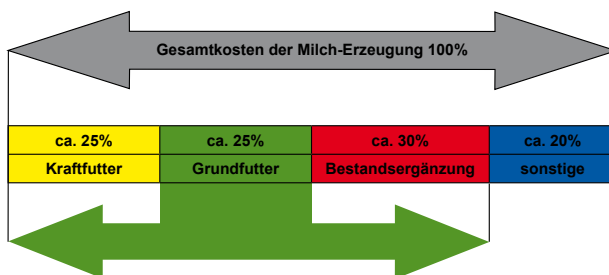 Gesamtkosten der Milch-Erzeugung 100%
ca. 25% ca. 25% ca. 30% ca. 20%
Kraftfutter Grundfutter Bestandsergänzung sonstige